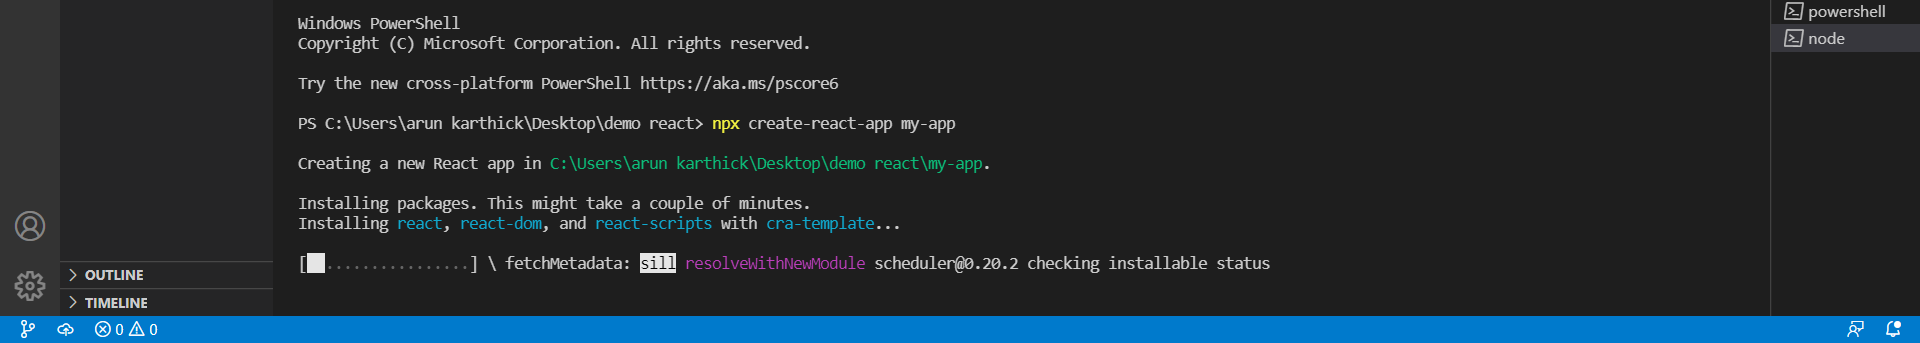 Windows PowerShell
Copyright (C) Microsoft Corporation. All rights reserved.
Try the new cross-platform PowerShell https://aka.ms/pscore6
PS C:\Users\arun karthick\Desktop\demo react> npx create-react-app my-app
Creating a new React app in C:\Users\arun karthick\Desktop\demo react\my-app.
Installing packages. This might take a couple of minutes.
Installing react, react-dom, and react-scripts with cra-template...
[  ................] \ fetchMetadata: sill resolveWithNewModule scheduler@0.20.2 checking installable status
powershell
node
OUTLINE
TIMELINE
0 0